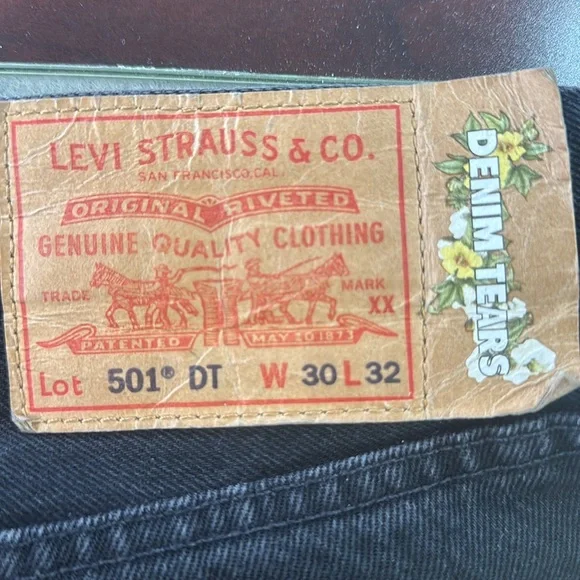 LEVI STRAUSS & CO.
SAN FRANCISCO, CAL.
ORIGINAL RIVETED
GENUINE QUALITY CLOTHING
TRADE MARK
XX
PATENTED MAY 20 1873
Lot 501® DT W 30 L 32
DENIM TEARS